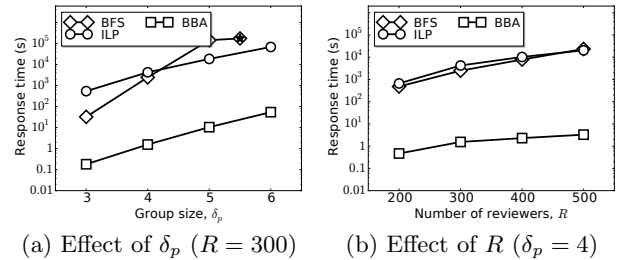 BFS
BBA
ILP
10^5
10^4
10^3
10^2
10^1
1
0.1
0.01
Response time (s)
3 4 5 6
Group size, δ_p
(a) Effect of δ_p (R = 300)
BFS
BBA
ILP
10^5
10^4
10^3
10^2
10^1
1
0.1
0.01
Response time (s)
200 300 400 500
Number of reviewers, R
(b) Effect of R (δ_p = 4)